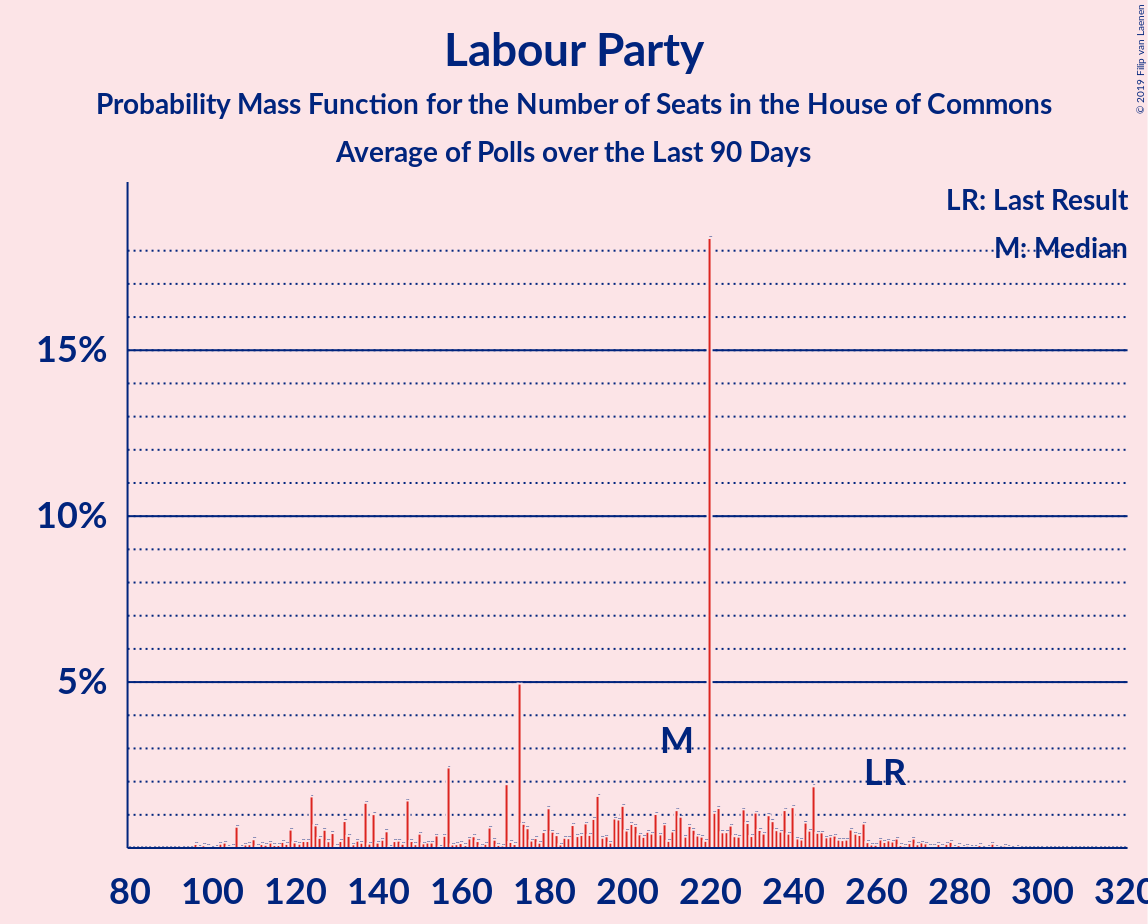 Labour Party
Probability Mass Function for the Number of Seats in the House of Commons
Average of Polls over the Last 90 Days
© 2019 Filip van Laenen
LR: Last Result
M: Median
15%
10%
5%
M
LR
80 100 120 140 160 180 200 220 240 260 280 300 320